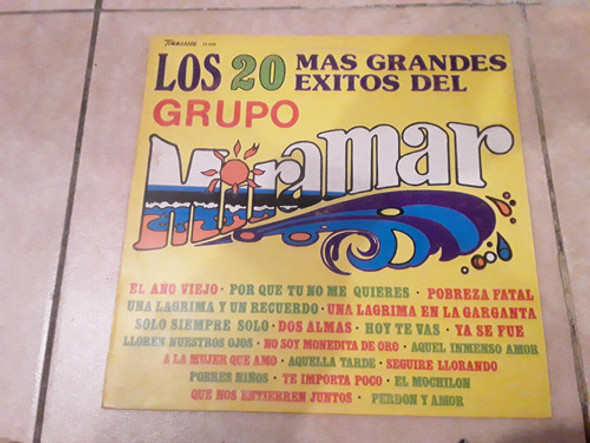 LOS 20 MAS GRANDES
EXITOS DEL
GRUPO
Miramar
EL AÑO VIEJO · POR QUE TU NO ME QUIERES · POBREZA FATAL
UNA LAGRIMA Y UN RECUERDO · UNA LAGRIMA EN LA GARGANTA
SOLO SIEMPRE SOLO · DOS ALMAS · HOY TE VAS · YA SE FUE
LLOREN NUESTROS OJOS · NO SOY MONEDITA DE ORO · AQUEL INMENSO AMOR
A LA MUJER QUE AMO · AQUELLA TARDE · SEGUIRE LLORANDO
POBRES NIÑOS · TE IMPORTA POCO · EL MOCHILON
QUE NOS ENTIERREN JUNTOS · PERDON Y AMOR